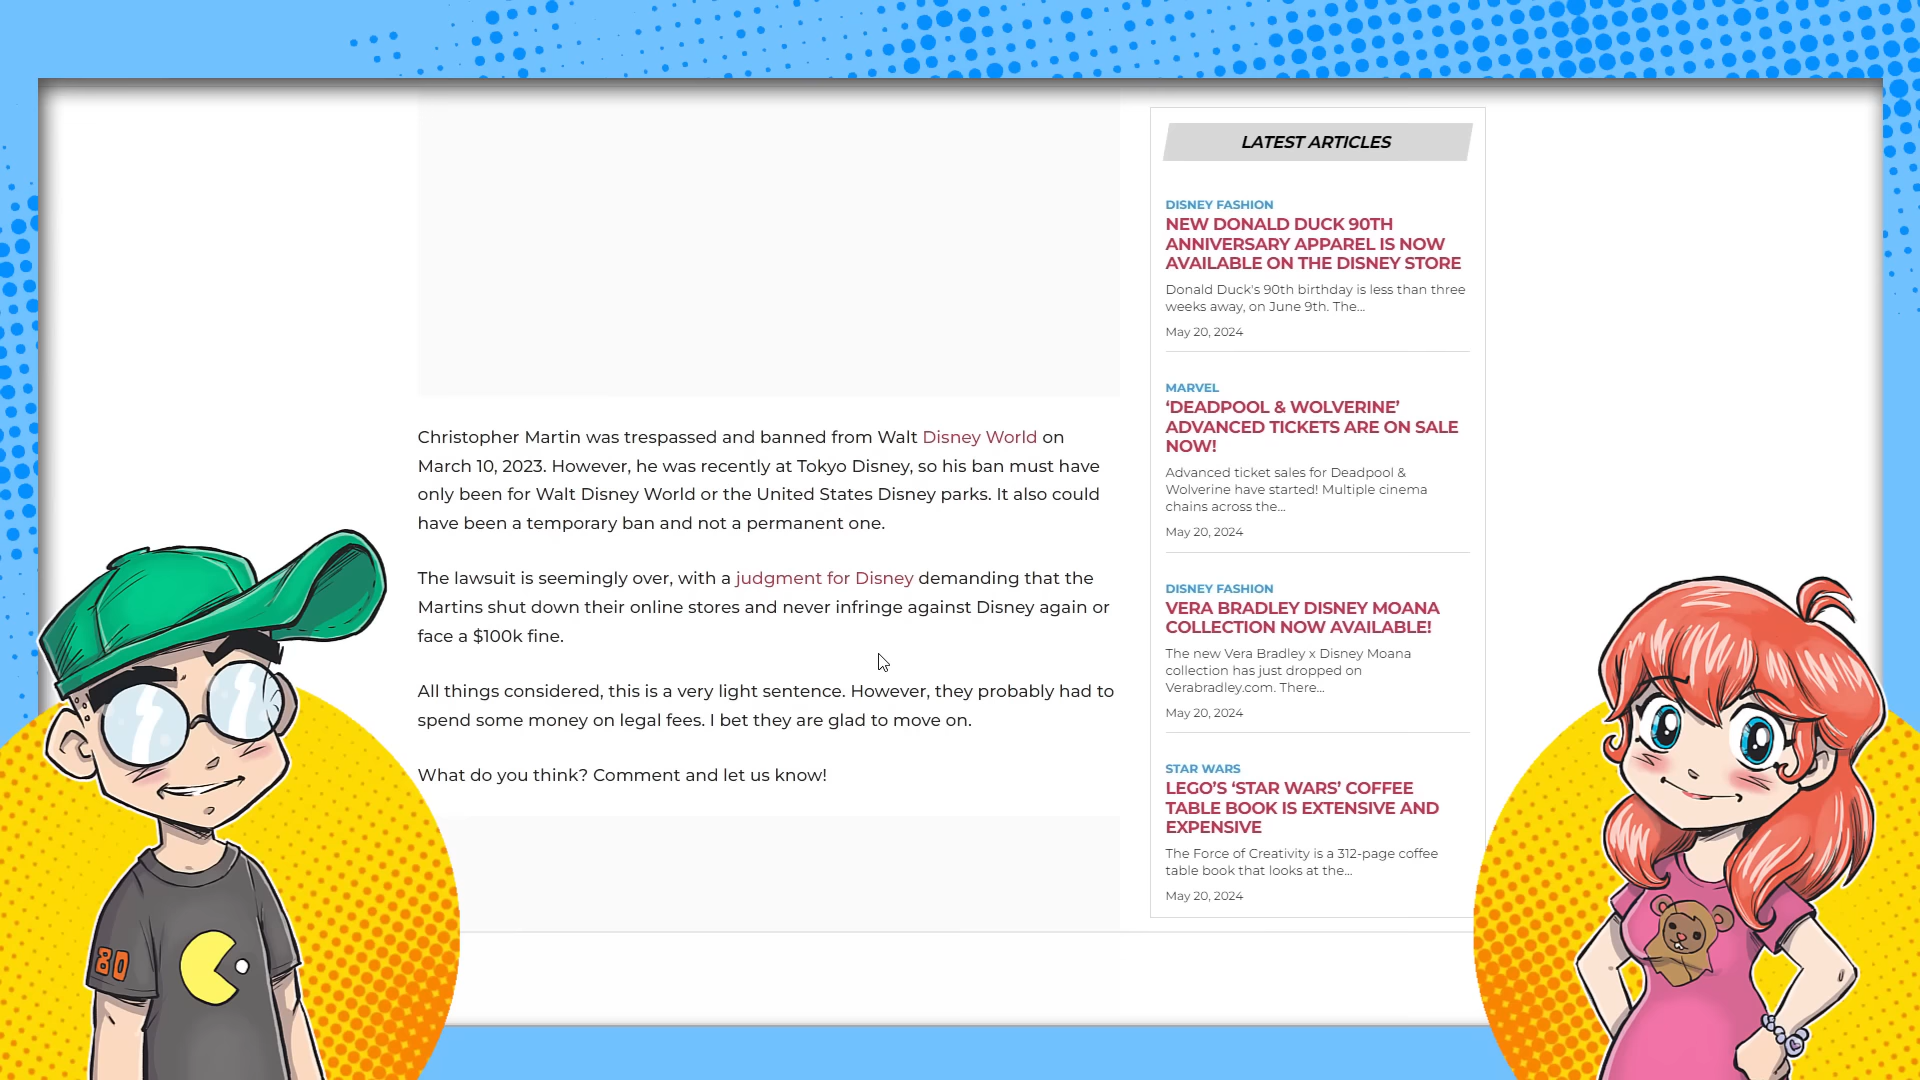 Christopher Martin was trespassed and banned from Walt Disney World on
March 10, 2023. However, he was recently at Tokyo Disney, so his ban must have
only been for Walt Disney World or the United States Disney parks. It also could
have been a temporary ban and not a permanent one.
The lawsuit is seemingly over, with a judgment for Disney demanding that the
Martins shut down their online stores and never infringe against Disney again or
face a $100k fine.
All things considered, this is a very light sentence. However, they probably had to
spend some money on legal fees. I bet they are glad to move on.
What do you think? Comment and let us know!
LATEST ARTICLES
DISNEY FASHION
NEW DONALD DUCK 90TH
ANNIVERSARY APPAREL IS NOW
AVAILABLE ON THE DISNEY STORE
Donald Duck's 90th birthday is less than three
weeks away, on June 9th. The...
May 20, 2024
MARVEL
‘DEADPOOL & WOLVERINE’
ADVANCED TICKETS ARE ON SALE
NOW!
Advanced ticket sales for Deadpool &
Wolverine have started! Multiple cinema
chains across the...
May 20, 2024
DISNEY FASHION
VERA BRADLEY DISNEY MOANA
COLLECTION NOW AVAILABLE!
The new Vera Bradley x Disney Moana
collection has just dropped on
Verabradley.com. There...
May 20, 2024
STAR WARS
LEGO’S ‘STAR WARS’ COFFEE
TABLE BOOK IS EXTENSIVE AND
EXPENSIVE
The Force of Creativity is a 312-page coffee
table book that looks at the...
May 20, 2024
80